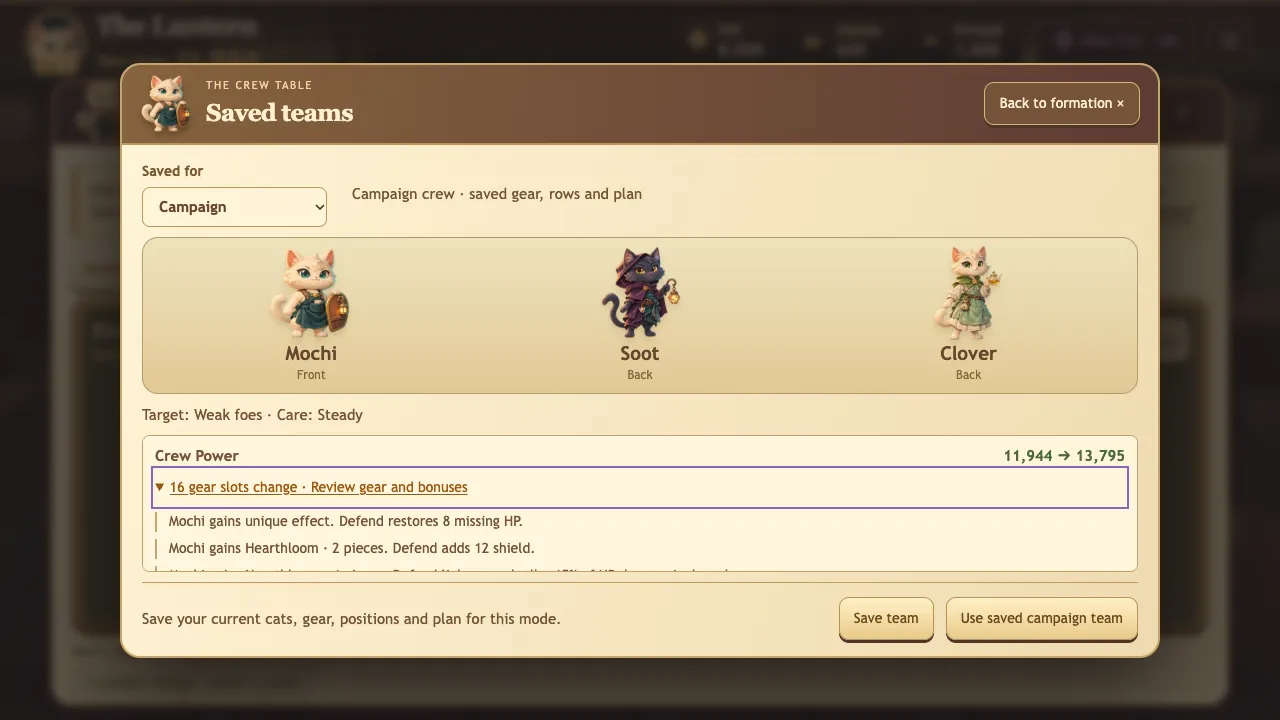 The Lantern
THE CREW TABLE
Saved teams
Back to formation ×
Saved for
Campaign
Campaign crew · saved gear, rows and plan
Mochi
Front
Soot
Back
Clover
Back
Target: Weak foes · Care: Steady
Crew Power
11,944 → 13,795
▼ 16 gear slots change · Review gear and bonuses
Mochi gains unique effect. Defend restores 8 missing HP.
Mochi gains Hearthloom · 2 pieces. Defend adds 12 shield.
Save your current cats, gear, positions and plan for this mode.
Save team
Use saved campaign team